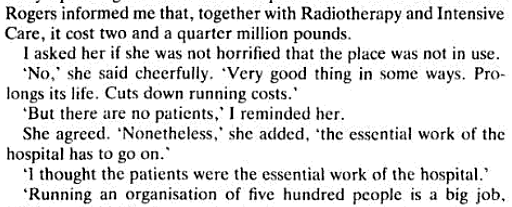 Rogers informed me that, together with Radiotherapy and Intensive
Care, it cost two and a quarter million pounds.
I asked her if she was not horrified that the place was not in use.
‘No,’ she said cheerfully. ‘Very good thing in some ways. Pro-
longs its life. Cuts down running costs.’
‘But there are no patients,’ I reminded her.
She agreed. ‘Nonetheless,’ she added, ‘the essential work of the
hospital has to go on.’
‘I thought the patients were the essential work of the hospital.’
‘Running an organisation of five hundred people is a big job,